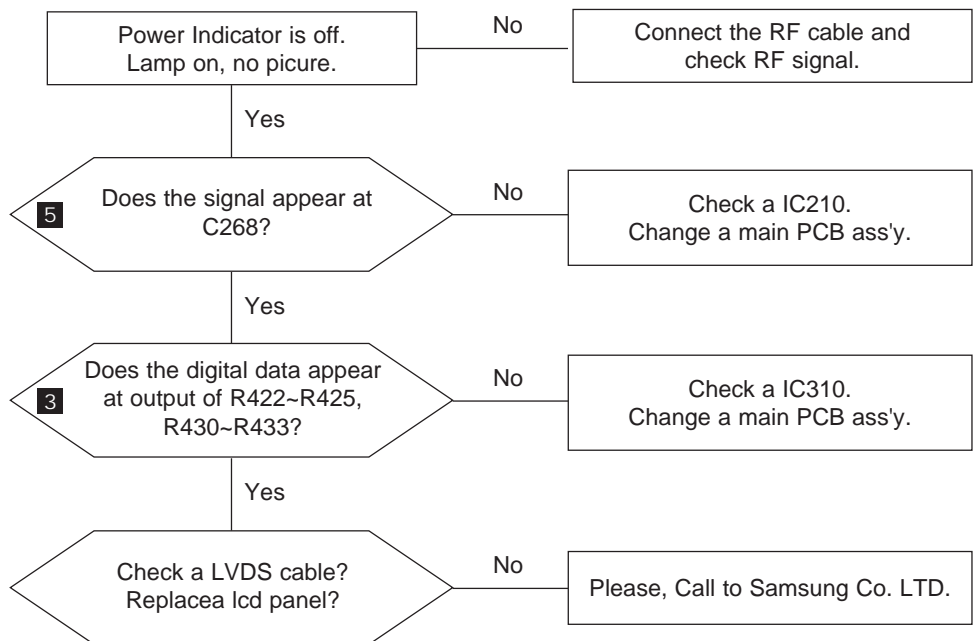 Power Indicator is off.
Lamp on, no picure.
No
Connect the RF cable and
check RF signal.
Yes
5
Does the signal appear at
C268?
No
Check a IC210.
Change a main PCB ass'y.
Yes
3
Does the digital data appear
at output of R422~R425,
R430~R433?
No
Check a IC310.
Change a main PCB ass'y.
Yes
Check a LVDS cable?
Replacea lcd panel?
No
Please, Call to Samsung Co. LTD.